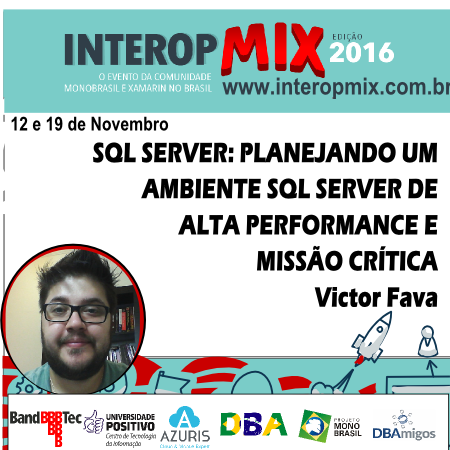 INTEROP MIX EDIÇÃO 2016
O EVENTO DA COMUNIDADE
MONOBRASIL E XAMARIN NO BRASIL
www.interopmix.com.br
12 e 19 de Novembro
SQL SERVER: PLANEJANDO UM
AMBIENTE SQL SERVER DE
ALTA PERFORMANCE E
MISSÃO CRÍTICA
Victor Fava
BandTec
UNIVERSIDADE
POSITIVO
Centro de Tecnologia
da Informação
AZURIS
DBA
PROJETO
MONO
BRASIL
DBAmigos